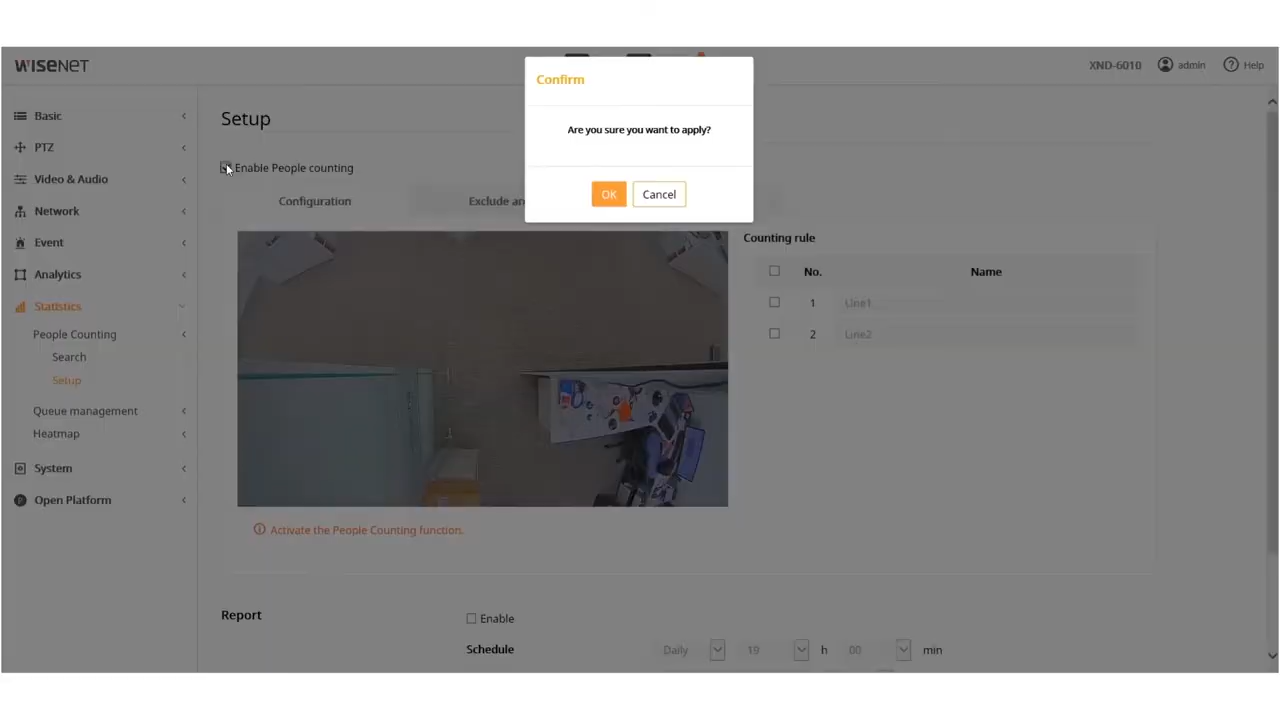 WISENET
XND-6010 admin Help
Confirm
Are you sure you want to apply?
OK Cancel
Basic
PTZ
Video & Audio
Network
Event
Analytics
Statistics
People Counting
Search
Setup
Queue management
Heatmap
System
Open Platform
Setup
Enable People counting
Configuration
Counting rule
No. Name
1 Line1
2 Line2
Activate the People Counting function.
Report
Enable
Schedule Daily 19 h 00 min